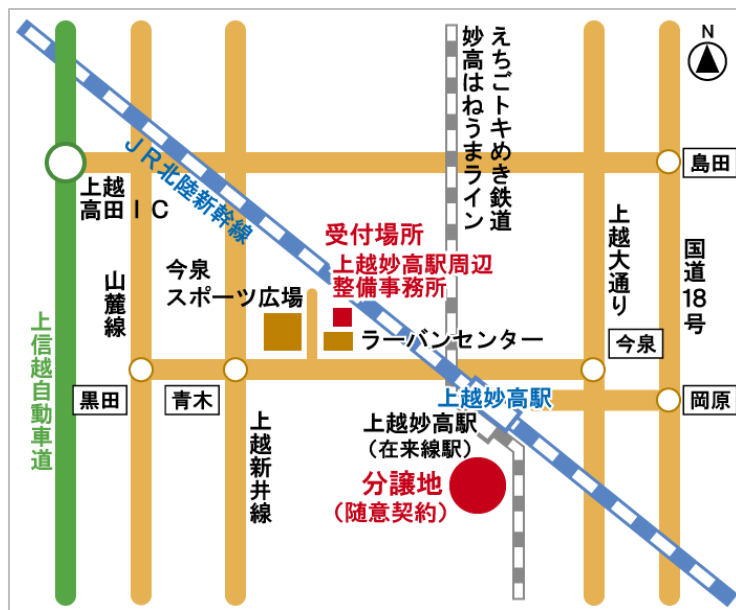 N
えちごトキめき鉄道
妙高はねうまライン
島田
JR北陸新幹線
上越
高田IC
受付場所
上越妙高駅周辺
整備事務所
上越大通り
国道18号
山麓線
今泉
スポーツ広場
ラーバンセンター
今泉
上信越自動車道
黒田
青木
上越妙高駅
岡原
上越新井線
上越妙高駅
(在来線駅)
分譲地
(随意契約)